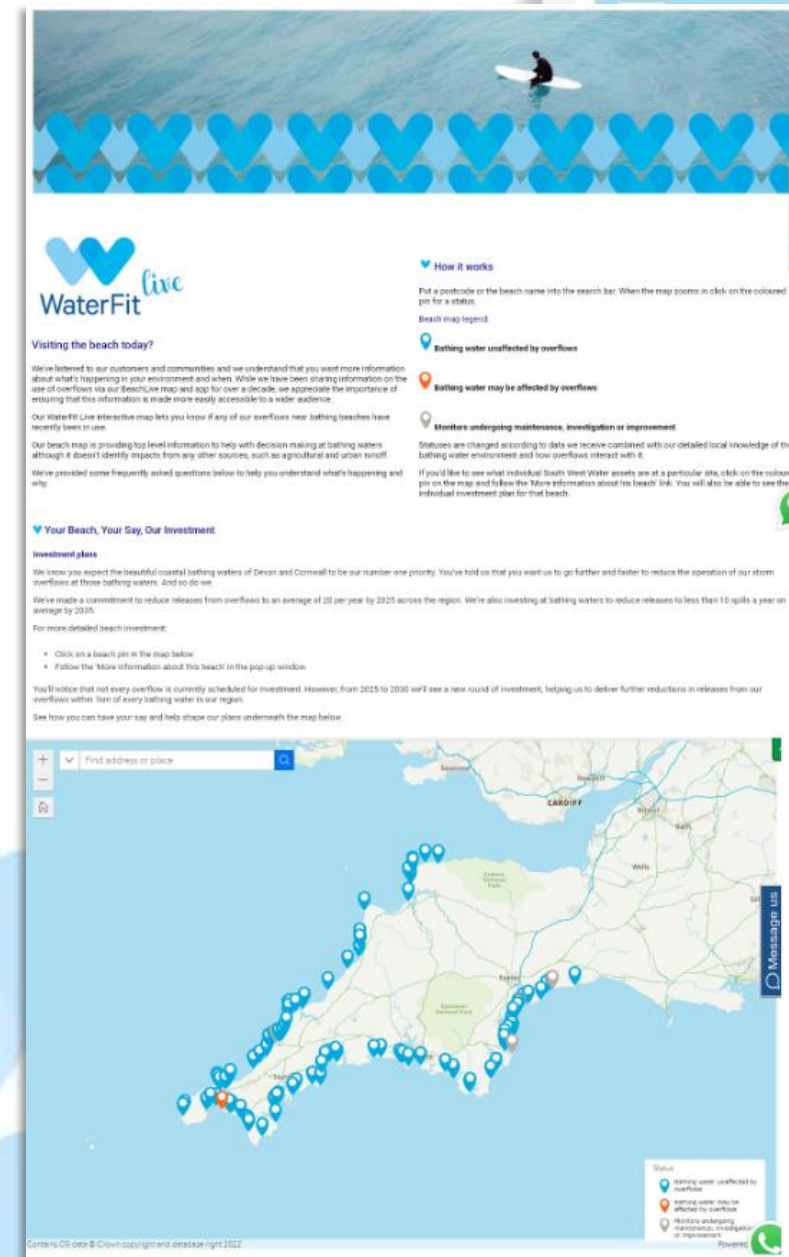 WaterFit live
Visiting the beach today?
We've listened to our customers and communities and we understand that you want more information
about what's happening in your environment and when. While we have been sharing information on the
use of overflows via our BeachLive map and app for over a decade, we appreciate the importance of
ensuring that this information is made more easily accessible to a wider audience.
Our WaterFit Live interactive map lets you know if any of our overflows near bathing beaches have
recently been in use.
Our beach map is providing top level information to help with decision making at bathing waters
although it doesn't identify impacts from any other sources, such as agricultural and urban runoff.
We've provided some frequently asked questions below to help you understand what's happening and
why.
How it works
Put a postcode or the beach name into the search bar. When the map zooms in click on the coloured
pin for a status.
Beach map legend:
Bathing water unaffected by overflows
Bathing water may be affected by overflows
Monitors undergoing maintenance, investigation or improvement
Statuses are changed according to data we receive combined with our detailed local knowledge of the
bathing water environment and how overflows interact with it.
If you'd like to see what individual South West Water assets are at a particular site, click on the colour
pin on the map and follow the 'More information about his beach' link. You will also be able to see the
individual investment plan for that beach.
Your Beach, Your Say, Our Investment
Investment plans
We know you expect the beautiful coastal bathing waters of Devon and Cornwall to be our number one priority. You've told us that you want us to go further and faster to reduce the operation of our storm
overflows at those bathing waters. And so do we.
We've made a commitment to reduce releases from overflows to an average of 20 per year by 2025 across the region. We're also investing at bathing waters to reduce releases to less than 10 spills a year on
average by 2035.
For more detailed beach investment:
• Click on a beach pin in the map below
• Follow the 'More information about this beach' in the pop-up window
You'll notice that not every overflow is currently scheduled for investment. However, from 2025 to 2030 we'll see a new round of investment, helping us to deliver further reductions in releases from our
overflows within 1km of every bathing water in our region.
See how you can have your say and help shape our plans underneath the map below.
+
−
Find address or place
Swansea
Newport
CARDIFF
Bristol
Bath
Wells
Exmoor
National
Park
Exeter
Dartmoor
National Park
Message us
Status
Bathing water unaffected by
overflows
Bathing water may be
affected by overflows
Monitors undergoing
maintenance, investigation
or improvement
Contains OS data © Crown copyright and database right 2022
Powered